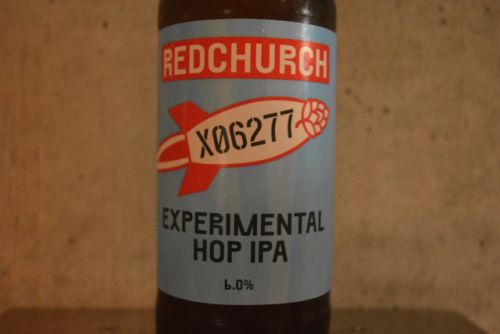 REDCHURCH
X06277
EXPERIMENTAL
HOP IPA
6.0%